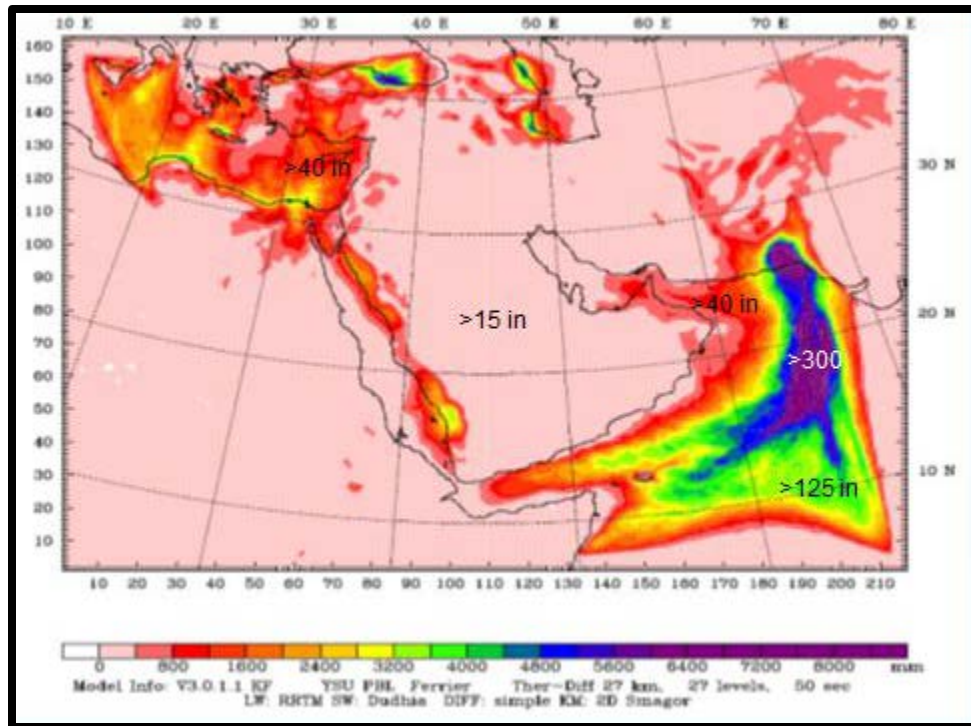 10 E 20 E 30 E 40 E 50 E 60 E 70 E 80 E
160
150
140
130
120
110
100
90
80
70
60
50
40
30
20
10
30 N
20 N
10 N
>40 in
>15 in
>40 in
>300
>125 in
10 20 30 40 50 60 70 80 90 100 110 120 130 140 150 160 170 180 190 200 210
0 800 1600 2400 3200 4000 4800 5600 6400 7200 8000 mm
Model Info: V3.0.1.1 KF YSU PBL Ferrier Ther-Diff 27 km, 27 levels, 50 sec
LW: RRTM SW: Dudhia DIFF: simple KM: 2D Smagor